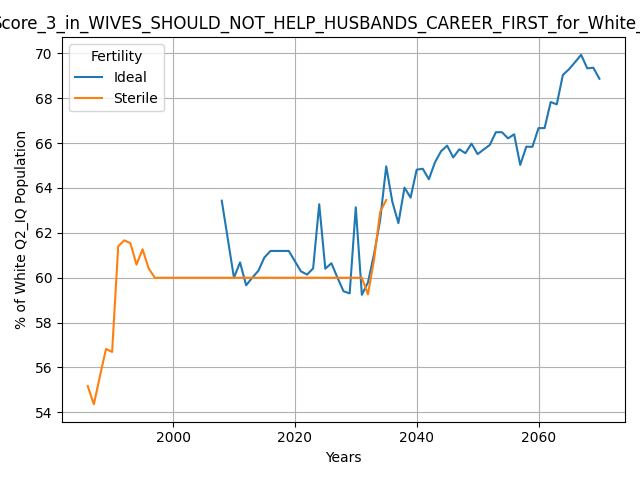 Score_3_in_WIVES_SHOULD_NOT_HELP_HUSBANDS_CAREER_FIRST_for_White_
Fertility
Ideal
Sterile
% of White Q2_IQ Population
70
68
66
64
62
60
58
56
54
2000
2020
2040
2060
Years